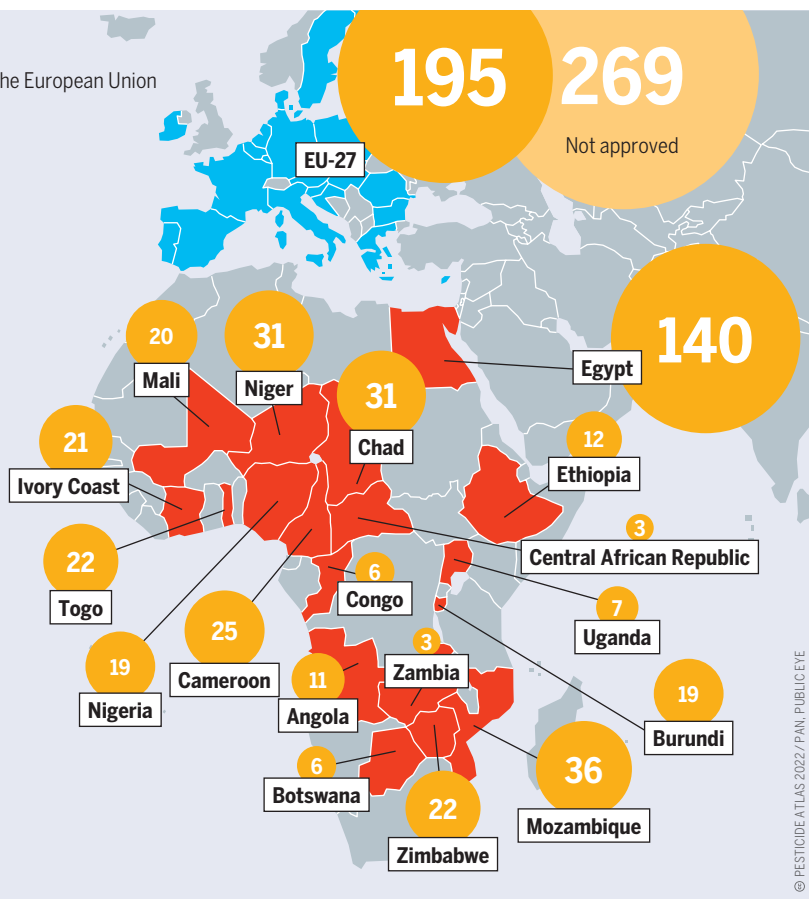 he European Union
195
269
Not approved
EU-27
140
Egypt
20
Mali
31
Niger
31
Chad
21
Ivory Coast
12
Ethiopia
3
Central African Republic
22
Togo
6
Congo
7
Uganda
25
Cameroon
19
Nigeria
11
Angola
3
Zambia
19
Burundi
6
Botswana
22
Zimbabwe
36
Mozambique
© PESTICIDE ATLAS 2022 / PAN, PUBLIC EYE